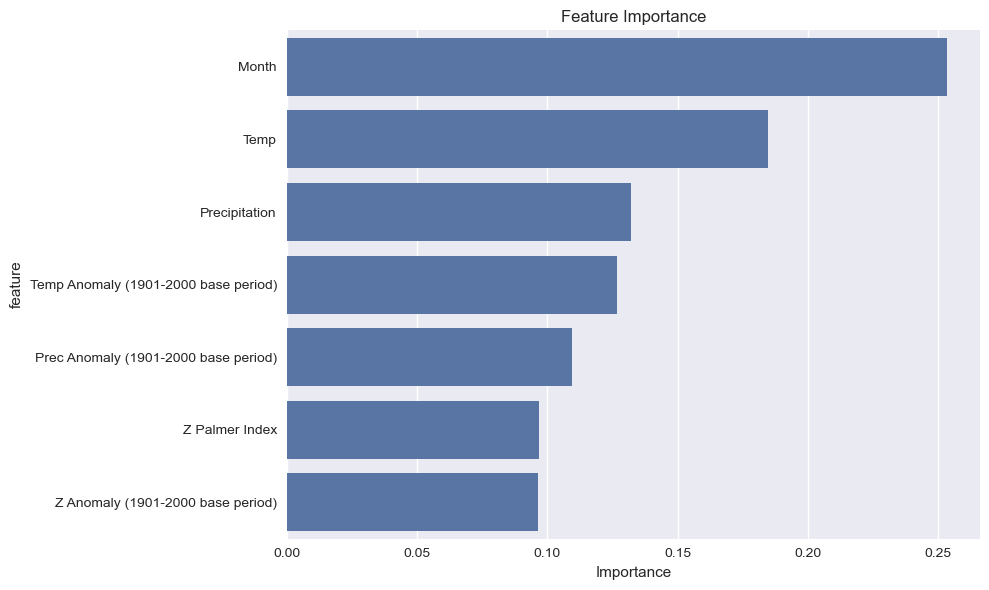 Feature Importance
Month
Temp
Precipitation
Temp Anomaly (1901-2000 base period)
Prec Anomaly (1901-2000 base period)
Z Palmer Index
Z Anomaly (1901-2000 base period)
feature
0.00 0.05 0.10 0.15 0.20 0.25
Importance